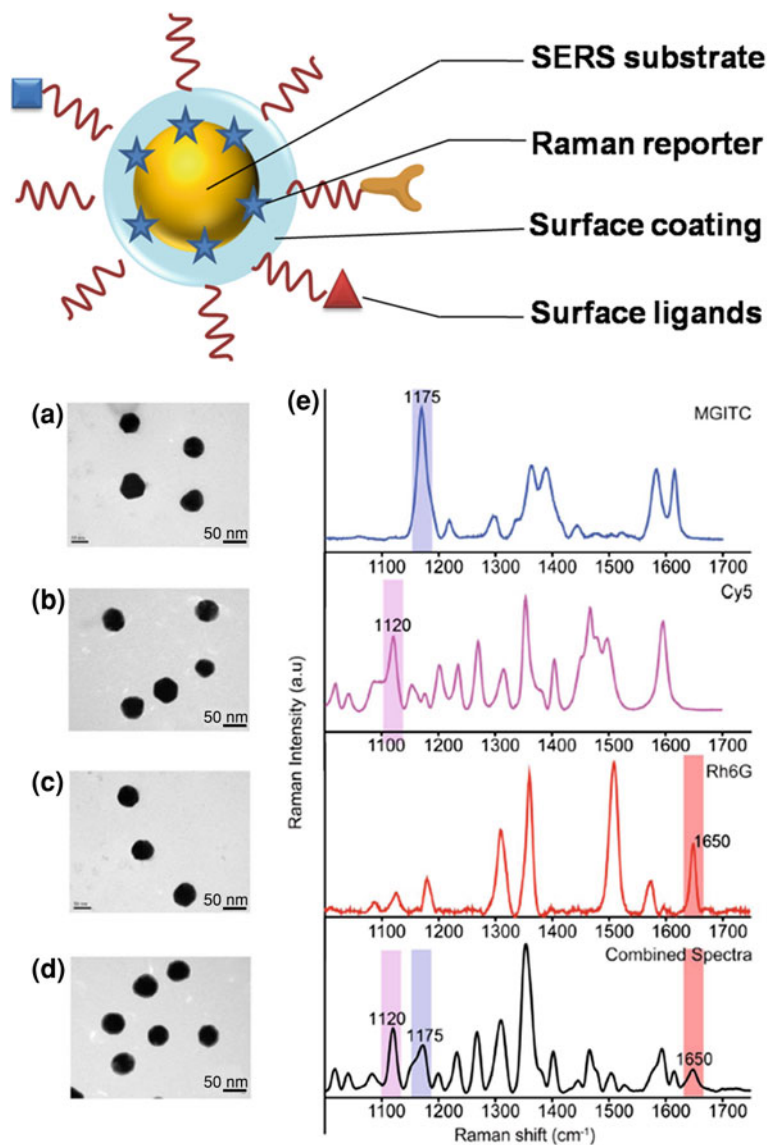 SERS substrate
Raman reporter
Surface coating
Surface ligands
(a)
50 nm
(b)
50 nm
(c)
50 nm
(d)
50 nm
(e)
Raman Intensity (a.u)
1175
MGITC
1100 1200 1300 1400 1500 1600 1700
Cy5
1120
1100 1200 1300 1400 1500 1600 1700
Rh6G
1650
1100 1200 1300 1400 1500 1600 1700
Combined Spectra
1120
1175
1650
1100 1200 1300 1400 1500 1600 1700
Raman shift (cm⁻¹)